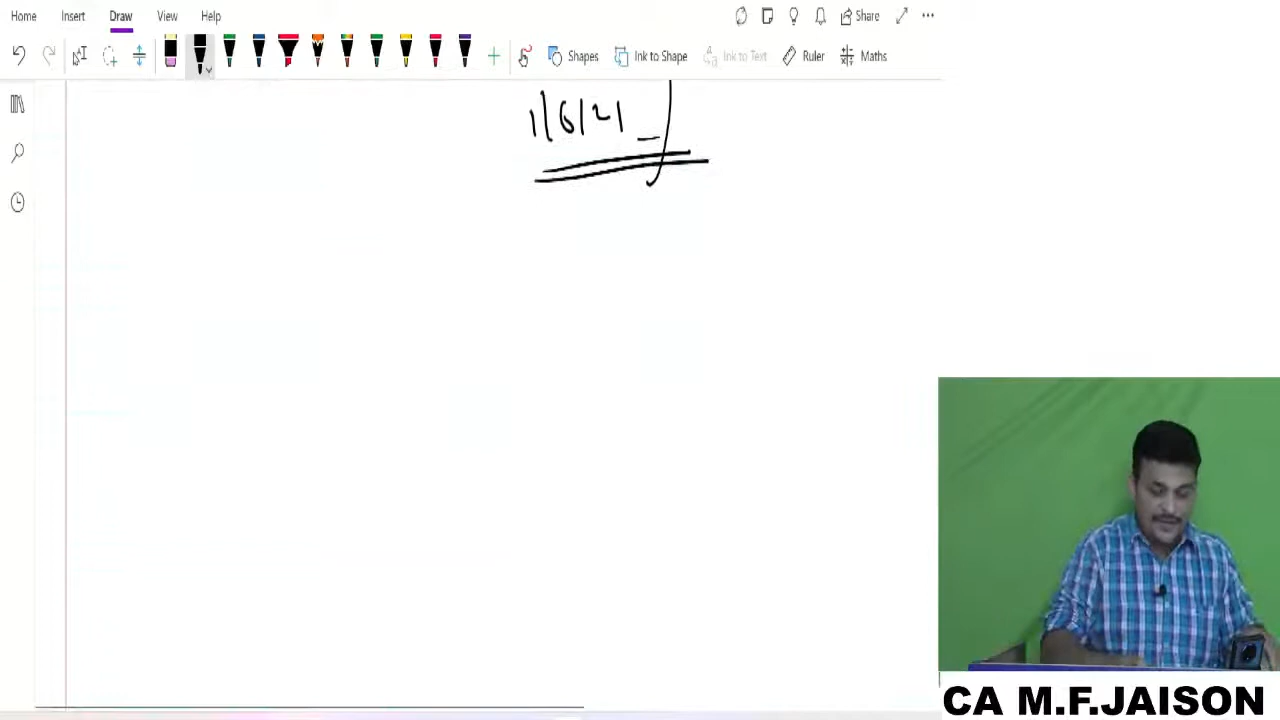 Home Insert Draw View Help Share
Shapes Ink to Shape Ink to Text Ruler Maths
1/6/21
CA M.F.JAISON